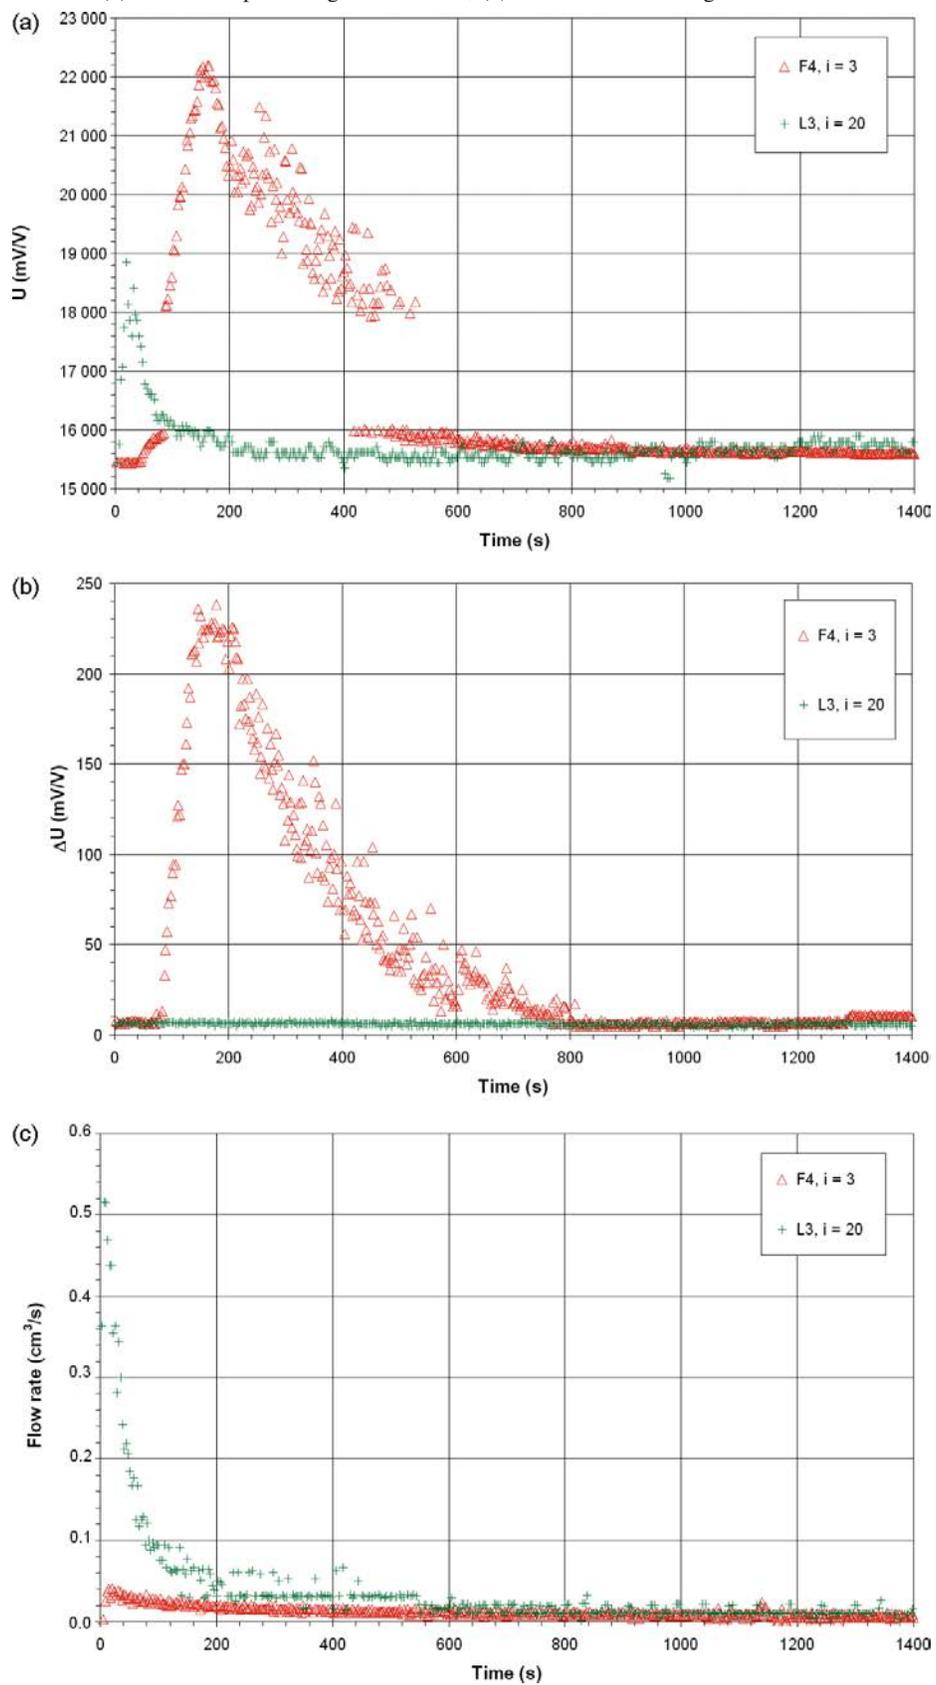 (a)
23 000
22 000
21 000
20 000
19 000
18 000
17 000
16 000
15 000
U (mV/V)
F4, i = 3
L3, i = 20
0 200 400 600 800 1000 1200 1400
Time (s)
(b)
250
200
150
100
50
0
ΔU (mV/V)
F4, i = 3
L3, i = 20
0 200 400 600 800 1000 1200 1400
Time (s)
(c)
0.6
0.5
0.4
0.3
0.2
0.1
0.0
Flow rate (cm³/s)
F4, i = 3
L3, i = 20
0 200 400 600 800 1000 1200 1400
Time (s)